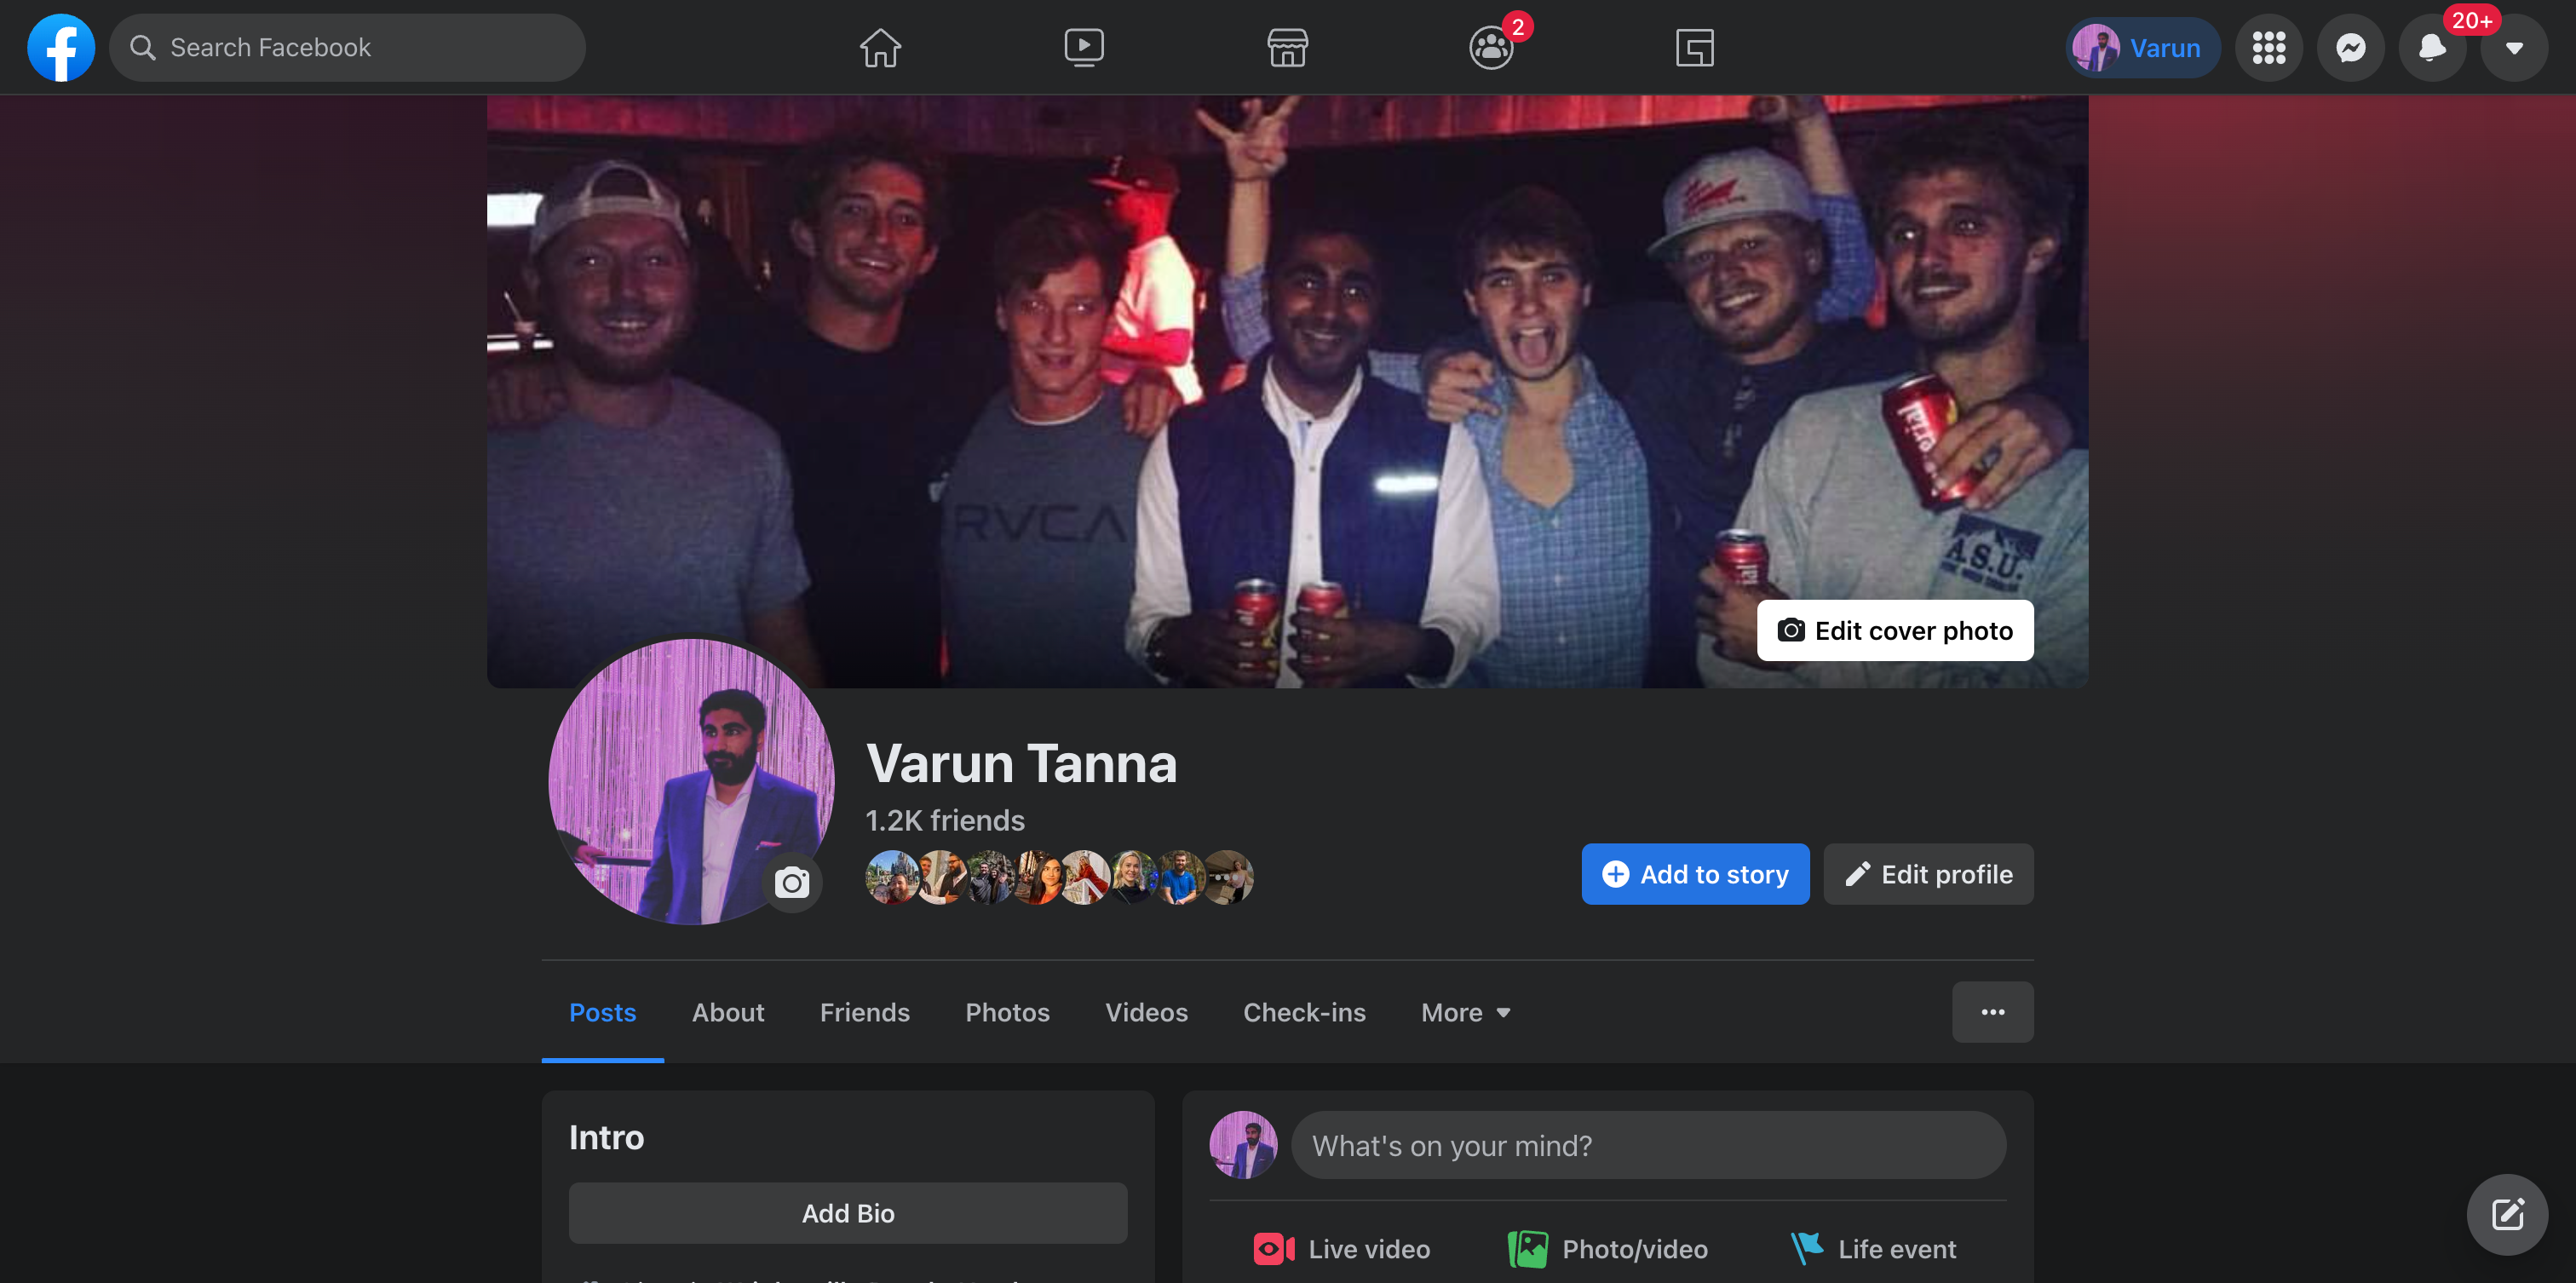 Search Facebook
2
Varun
20+
RVCA
A.S.U.
Edit cover photo
Varun Tanna
1.2K friends
Add to story
Edit profile
Posts
About
Friends
Photos
Videos
Check-ins
More
Intro
What's on your mind?
Add Bio
Live video
Photo/video
Life event